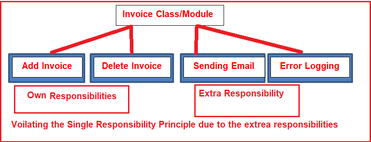 Invoice Class/Module
Add Invoice Delete Invoice Sending Email Error Logging
Own Responsibilities Extra Responsibility
Voilating the Single Responsibility Principle due to the extrea responsibilities